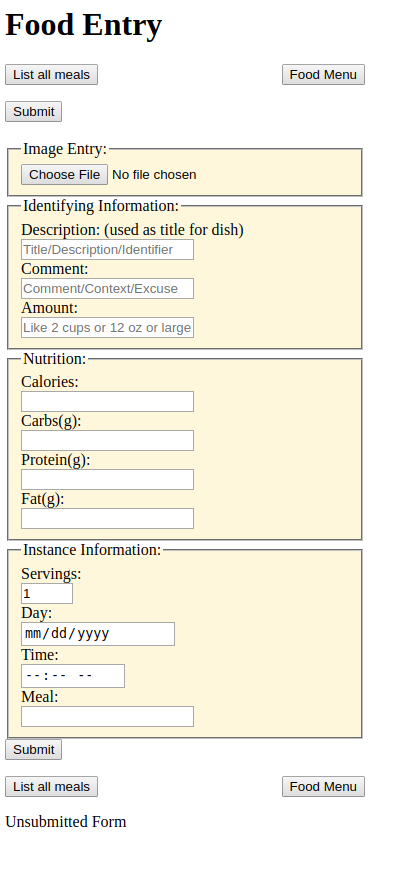 Food Entry
List all meals Food Menu
Submit
Image Entry:
Choose File No file chosen
Identifying Information:
Description: (used as title for dish)
Title/Description/Identifier
Comment:
Comment/Context/Excuse
Amount:
Like 2 cups or 12 oz or large
Nutrition:
Calories:
Carbs(g):
Protein(g):
Fat(g):
Instance Information:
Servings:
1
Day:
mm/dd/yyyy
Time:
--:-- --
Meal:
Submit
List all meals Food Menu
Unsubmitted Form